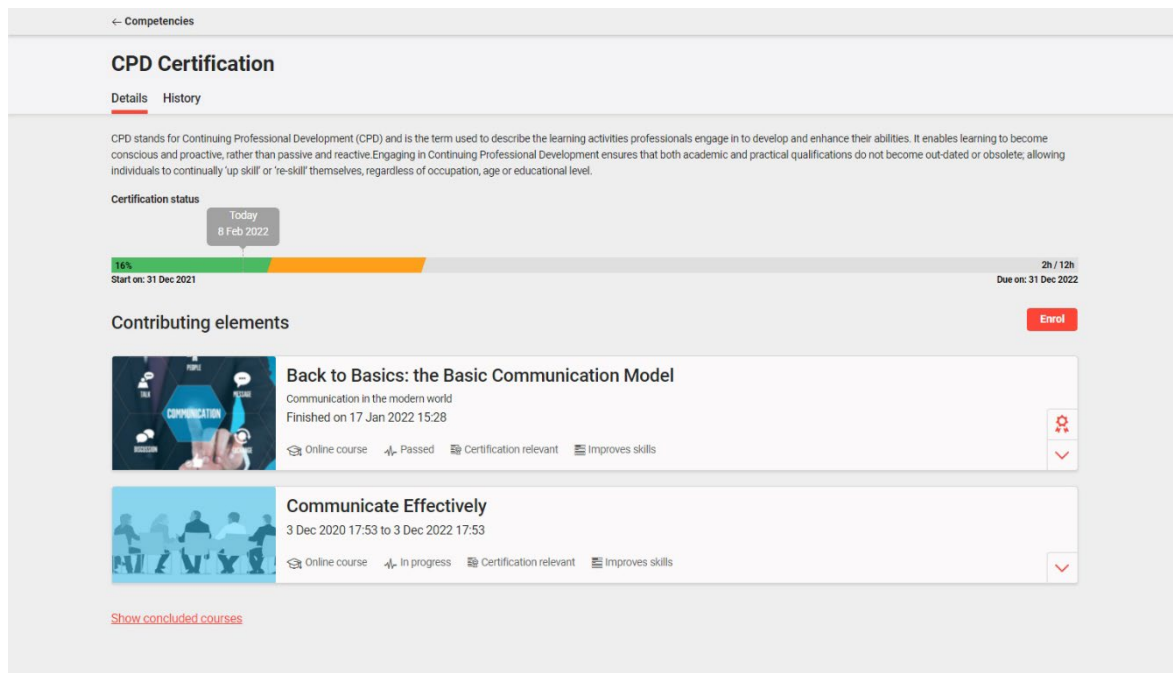 ← Competencies
CPD Certification
Details History
CPD stands for Continuing Professional Development (CPD) and is the term used to describe the learning activities professionals engage in to develop and enhance their abilities. It enables learning to become
conscious and proactive, rather than passive and reactive.Engaging in Continuing Professional Development ensures that both academic and practical qualifications do not become out-dated or obsolete; allowing
individuals to continually 'up skill' or 're-skill' themselves, regardless of occupation, age or educational level.
Certification status
Today
8 Feb 2022
16% 2h / 12h
Start on: 31 Dec 2021 Due on: 31 Dec 2022
Contributing elements Enrol
PEOPLE
TALK
MESSAGE
COMMUNICATION
DISCUSSION
Back to Basics: the Basic Communication Model
Communication in the modern world
Finished on 17 Jan 2022 15:28
Online course Passed Certification relevant Improves skills
Communicate Effectively
3 Dec 2020 17:53 to 3 Dec 2022 17:53
Online course In progress Certification relevant Improves skills
Show concluded courses